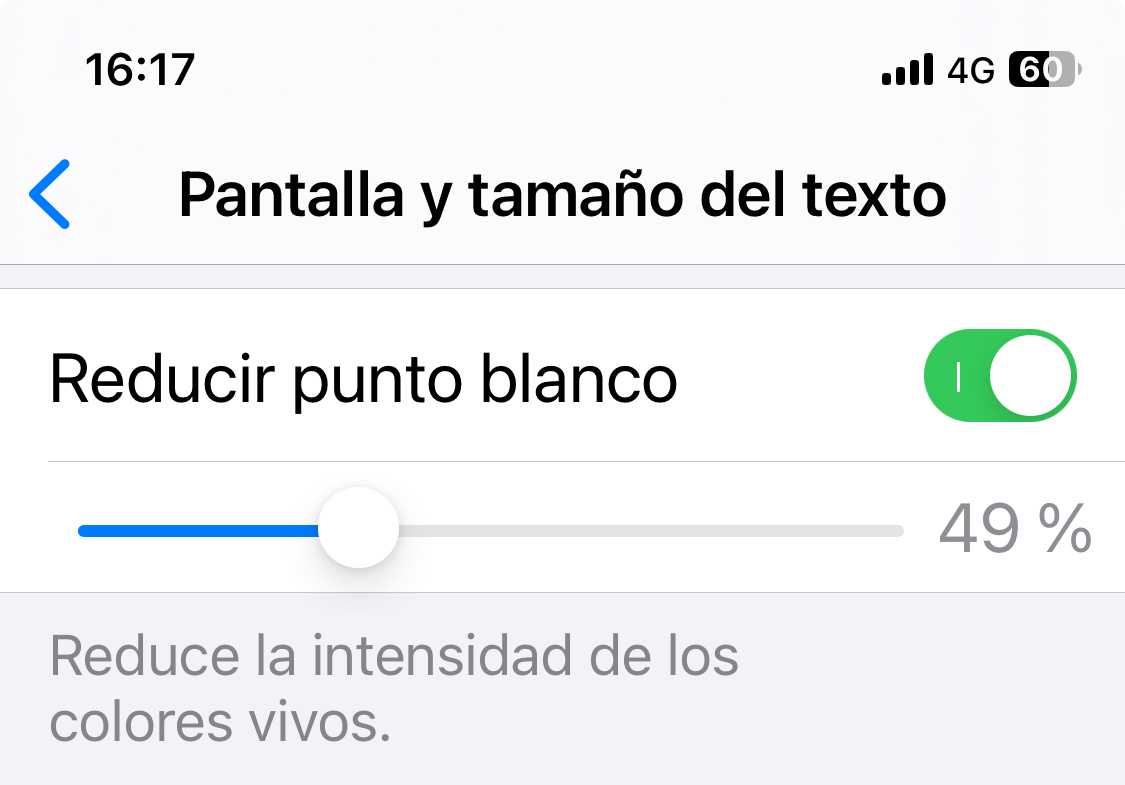 16:17 4G 60
Pantalla y tamaño del texto
Reducir punto blanco
49 %
Reduce la intensidad de los
colores vivos.